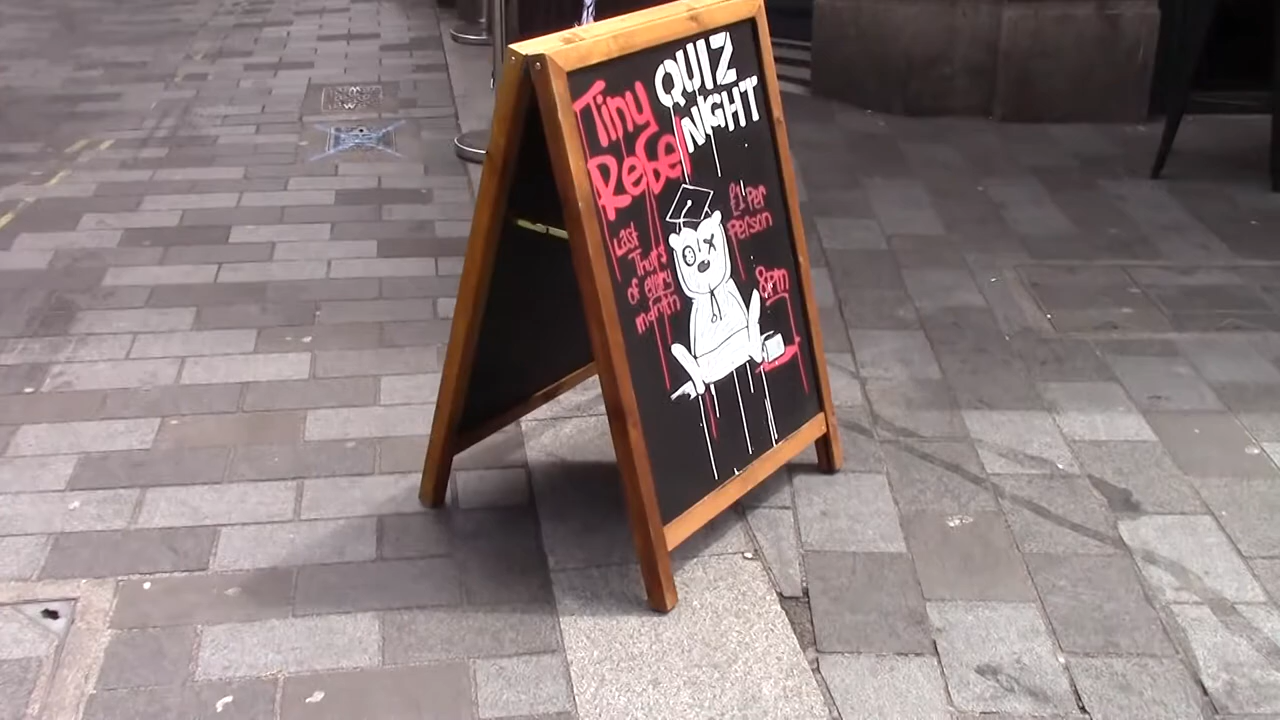 Tiny
Rebel
QUIZ
NIGHT
Last
Thurs
of every
month
£1 Per
Person
8pm